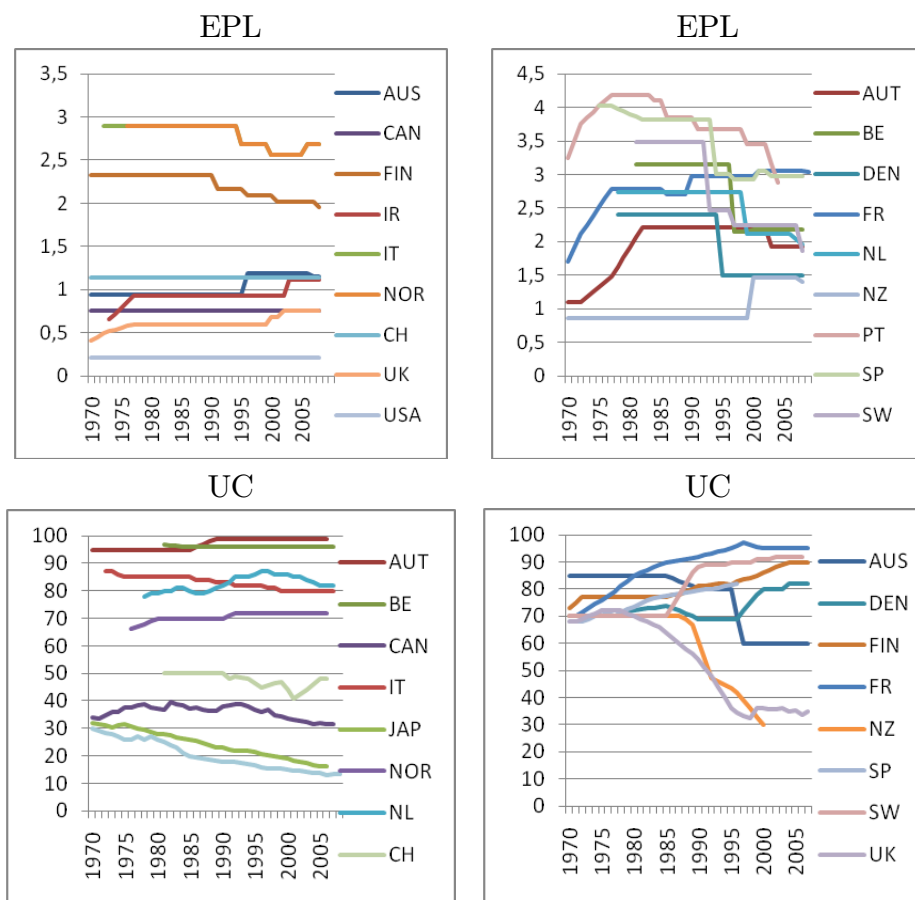 EPL
3,5
3
2,5
2
1,5
1
0,5
0
1970
1975
1980
1985
1990
1995
2000
2005
AUS
CAN
FIN
IR
IT
NOR
CH
UK
USA
EPL
4,5
4
3,5
3
2,5
2
1,5
1
0,5
0
1970
1975
1980
1985
1990
1995
2000
2005
AUT
BE
DEN
FR
NL
NZ
PT
SP
SW
UC
100
90
80
70
60
50
40
30
20
10
0
1970
1975
1980
1985
1990
1995
2000
2005
AUT
BE
CAN
IT
JAP
NOR
NL
CH
UC
100
90
80
70
60
50
40
30
20
10
0
1970
1975
1980
1985
1990
1995
2000
2005
AUS
DEN
FIN
FR
NZ
SP
SW
UK